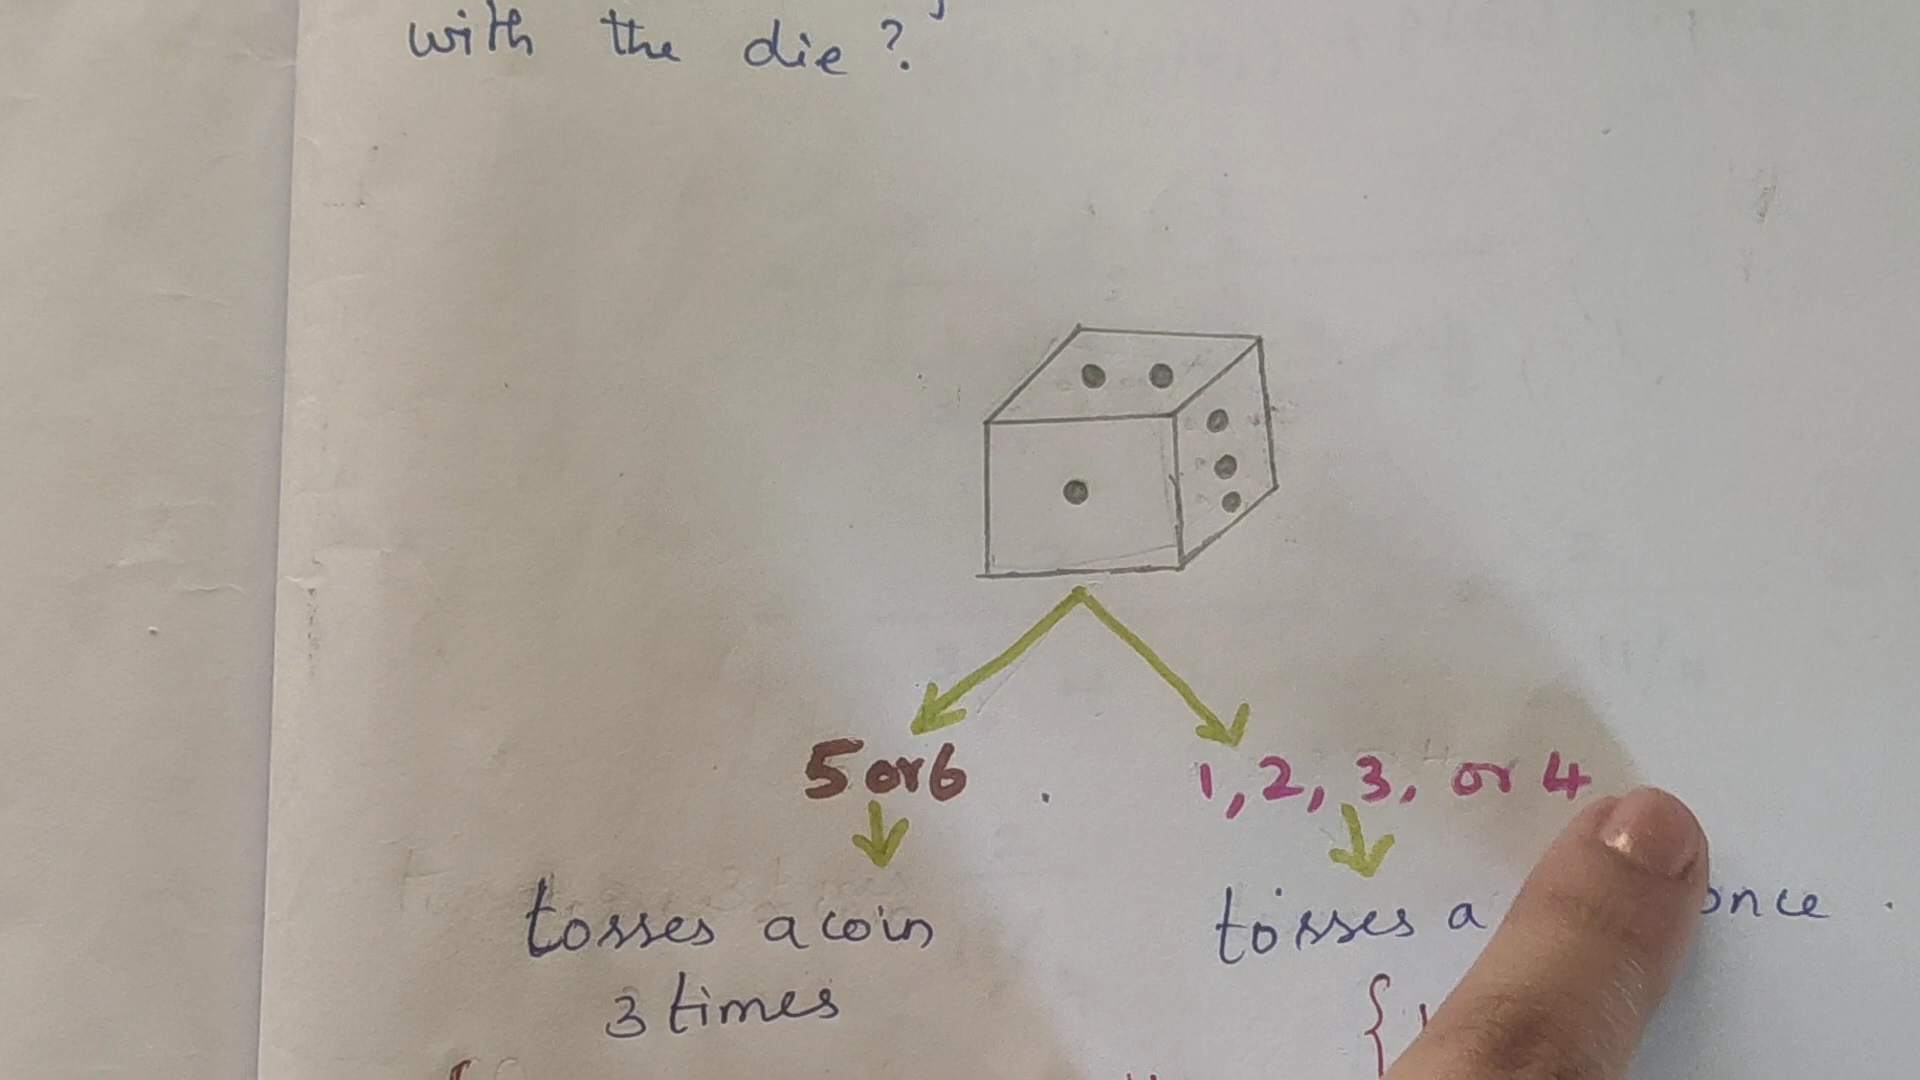 with the die ?
5 or 6
1, 2, 3, or 4
tosses a coin
3 times
tosses a
once .
{